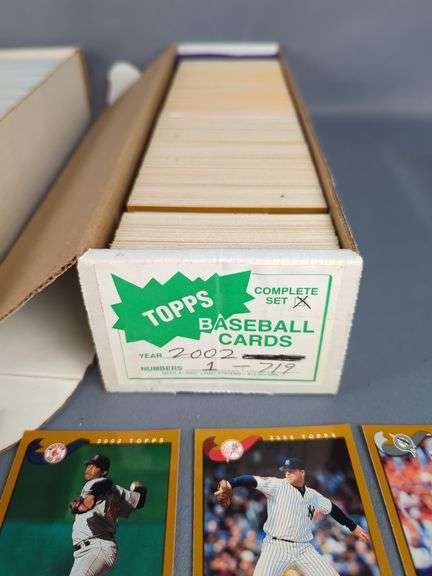 TOPPS
COMPLETE
SET X
BASEBALL
CARDS
YEAR 2002
NUMBERS 1 - 719
2002 TOPPS
2002 TOPPS